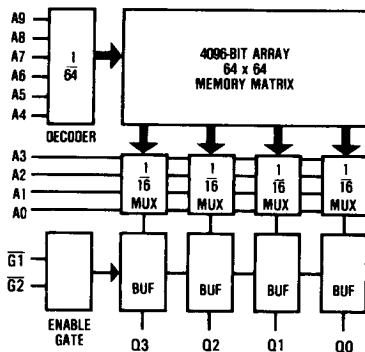 A9
A8
A7
A6
A5
A4
1
64
DECODER
4096-BIT ARRAY
64 x 64
MEMORY MATRIX
A3
A2
A1
A0
1
16
MUX
1
16
MUX
1
16
MUX
1
16
MUX
G1
G2
ENABLE
GATE
BUF
BUF
BUF
BUF
Q3
Q2
Q1
Q0